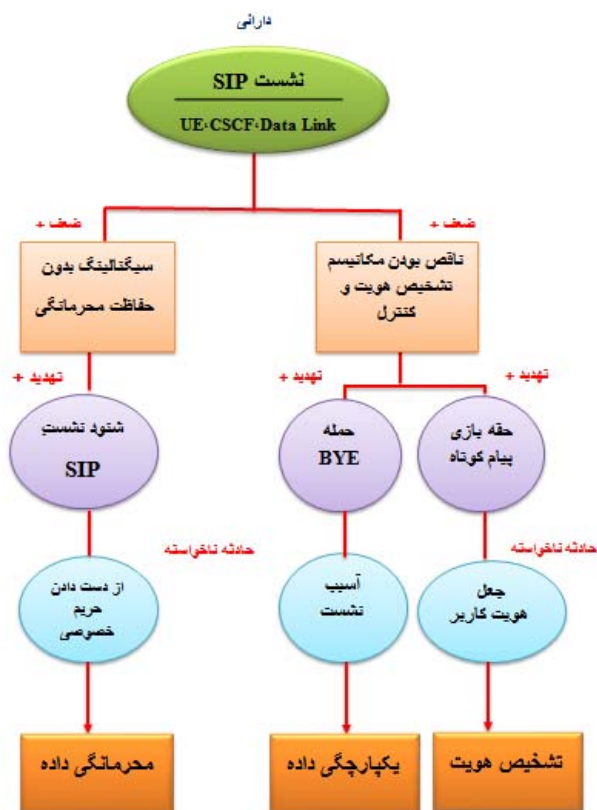 دارائی
نشست SIP
UE،CSCF،Data Link
ضعف +
ضعف +
ناقص بودن مکانیسم
تشخیص هویت و
کنترل
سیگنالینگ بدون
حفاظت محرمانگی
تهدید +
تهدید +
تهدید +
حقه بازی
پیام کوتاه
حمله
BYE
شنود نشستِ
SIP
حادثه ناخواسته
حادثه ناخواسته
جعل
هویت کاربر
آسیب
نشست
از دست دادن
حریم
خصوصی
تشخیص هویت
یکپارچگی داده
محرمانگی داده